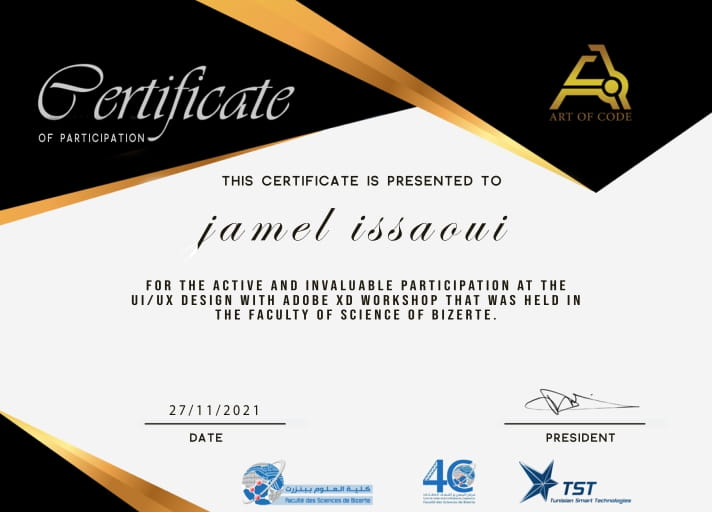 Certificate
OF PARTICIPATION
ART OF CODE
THIS CERTIFICATE IS PRESENTED TO
jamel issaoui
FOR THE ACTIVE AND INVALUABLE PARTICIPATION AT THE
UI/UX DESIGN WITH ADOBE XD WORKSHOP THAT WAS HELD IN
THE FACULTY OF SCIENCE OF BIZERTE.
27/11/2021
DATE
PRESIDENT
كلية العلوم ببنزرت
Faculté des Sciences de Bizerte
4C
TST
Tunisian Smart Technologies